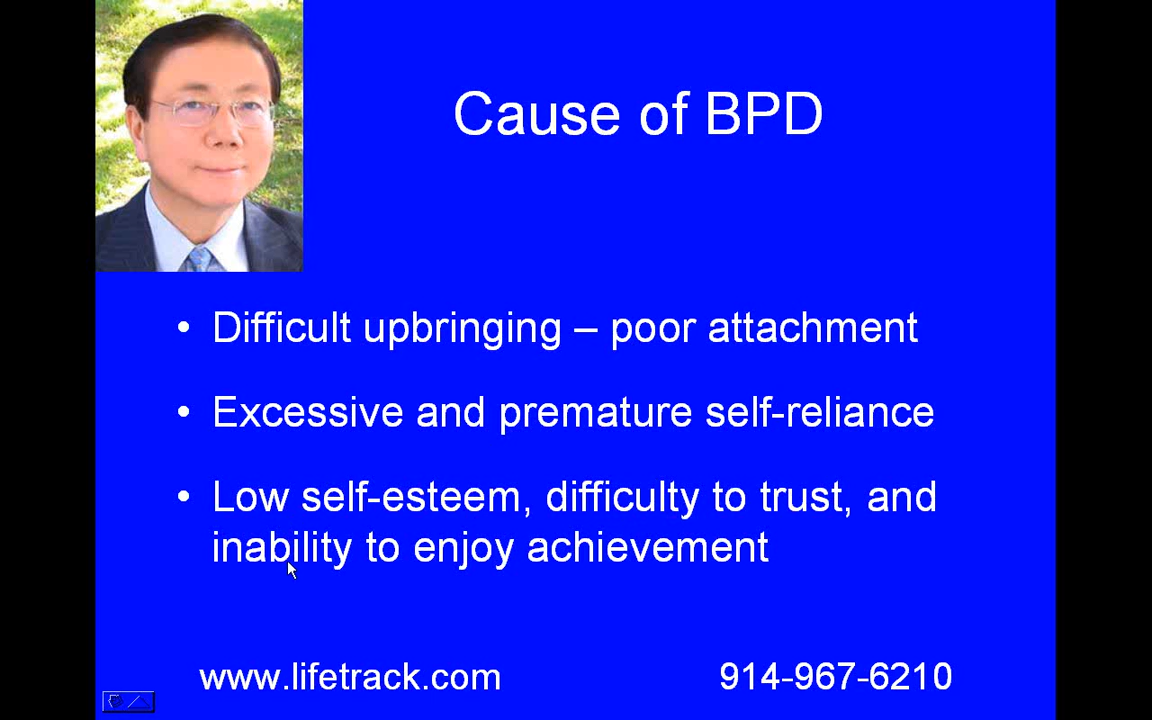 Cause of BPD
• Difficult upbringing – poor attachment
• Excessive and premature self-reliance
• Low self-esteem, difficulty to trust, and
inability to enjoy achievement
www.lifetrack.com 914-967-6210